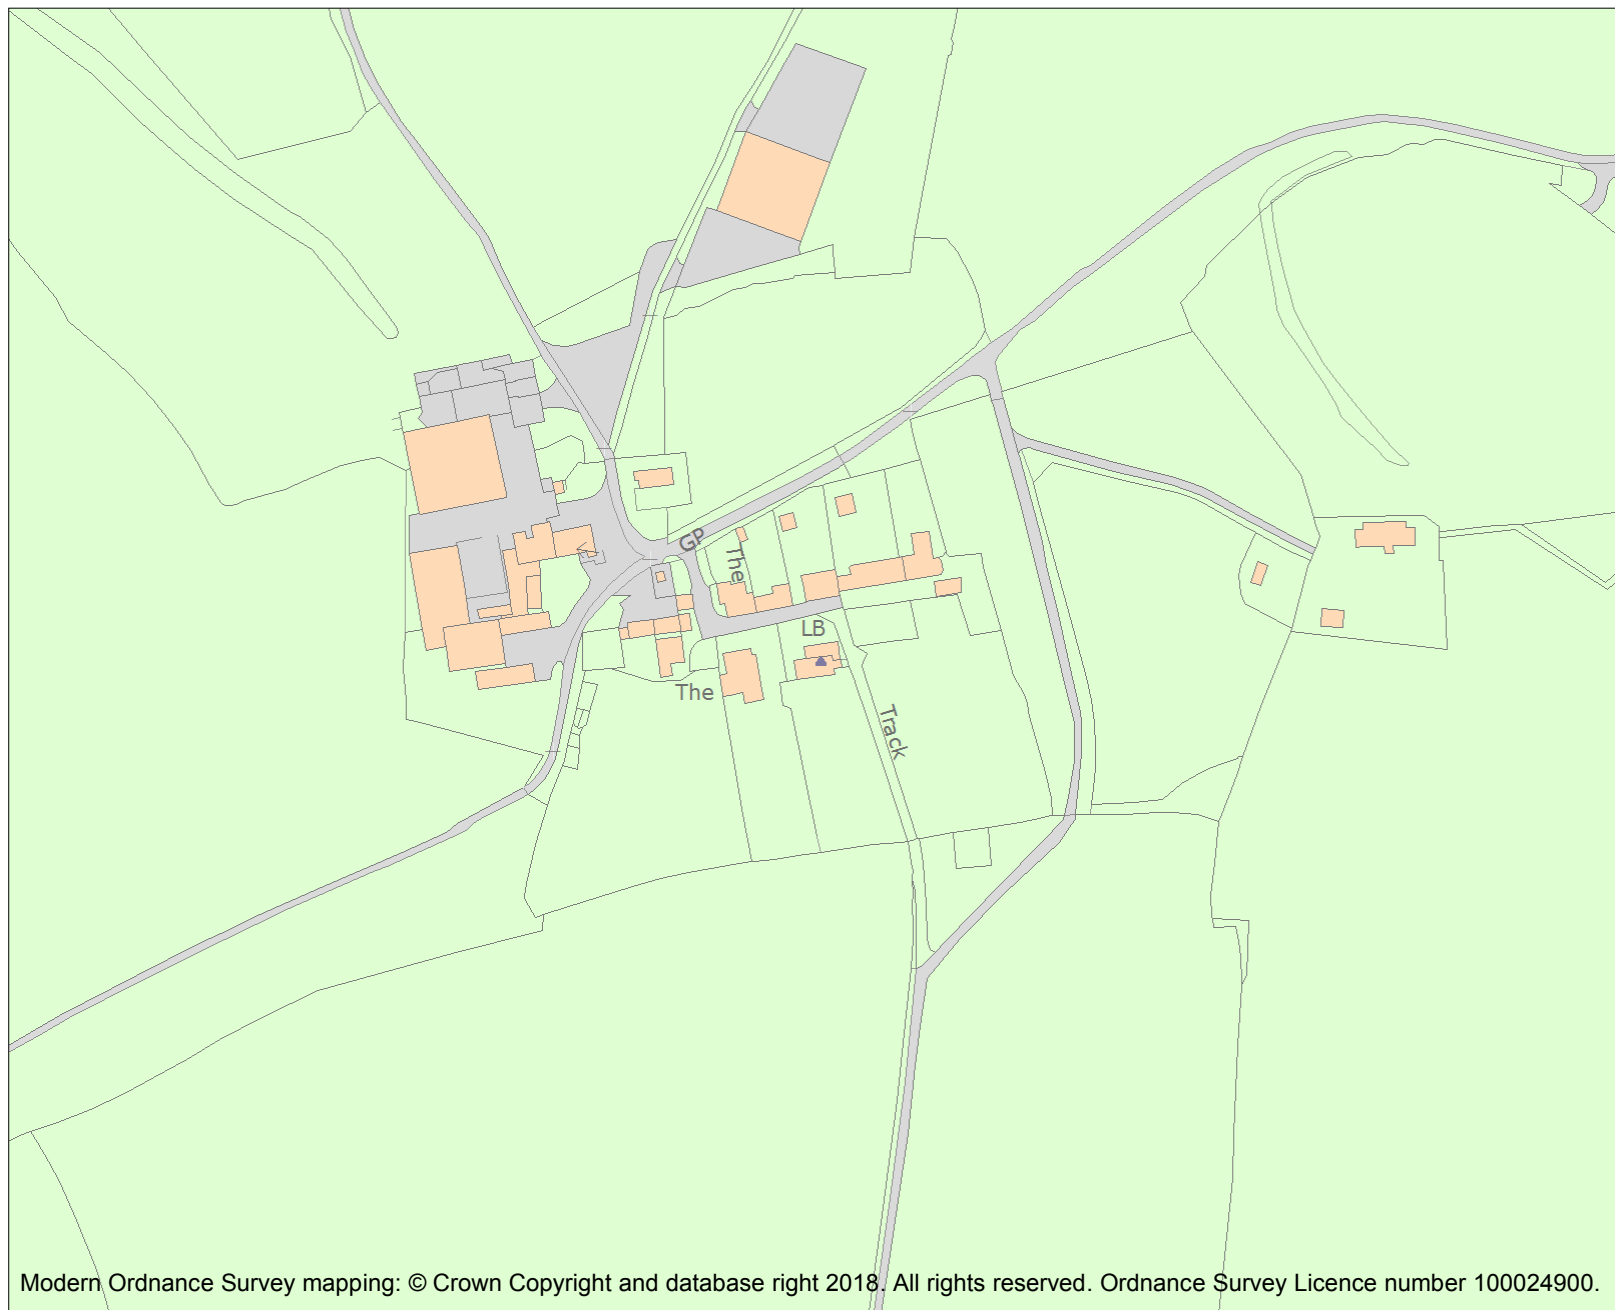 GP
The
LB
The
Track
Modern Ordnance Survey mapping: © Crown Copyright and database right 2018. All rights reserved. Ordnance Survey Licence number 100024900.